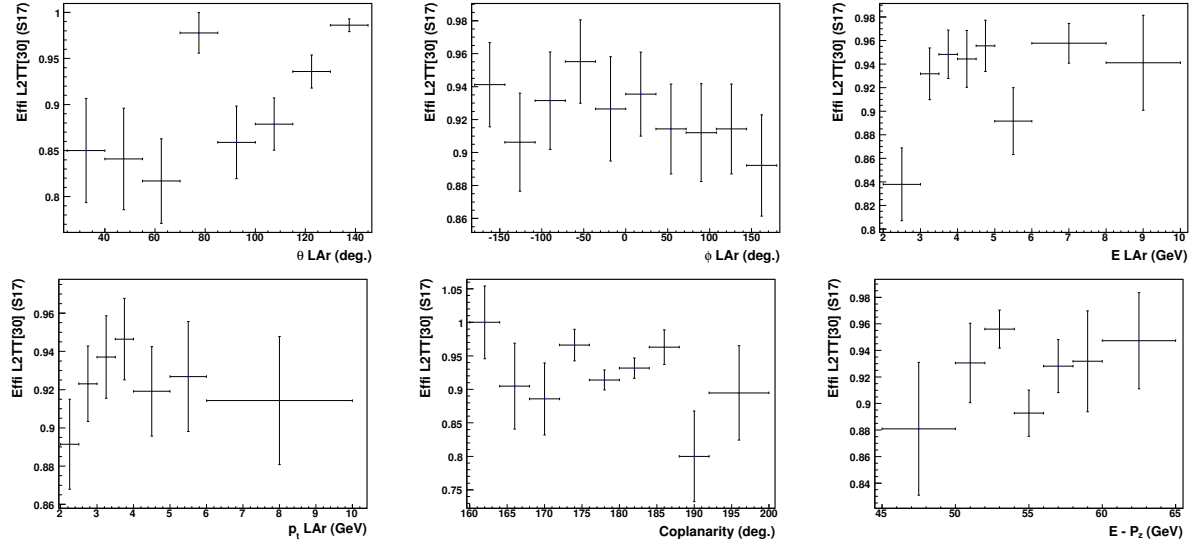 Effi L2TT[30] (S17)
1
0.95
0.9
0.85
0.8
40 60 80 100 120 140
θ LAr (deg.)
Effi L2TT[30] (S17)
0.98
0.96
0.94
0.92
0.9
0.88
0.86
-150 -100 -50 0 50 100 150
ϕ LAr (deg.)
Effi L2TT[30] (S17)
0.98
0.96
0.94
0.92
0.9
0.88
0.86
0.84
0.82
0.8
2 3 4 5 6 7 8 9 10
E LAr (GeV)
Effi L2TT[30] (S17)
0.96
0.94
0.92
0.9
0.88
0.86
2 3 4 5 6 7 8 9 10
pt LAr (GeV)
Effi L2TT[30] (S17)
1.05
1
0.95
0.9
0.85
0.8
0.75
160 165 170 175 180 185 190 195 200
Coplanarity (deg.)
Effi L2TT[30] (S17)
0.98
0.96
0.94
0.92
0.9
0.88
0.86
0.84
45 50 55 60 65
E - Pz (GeV)